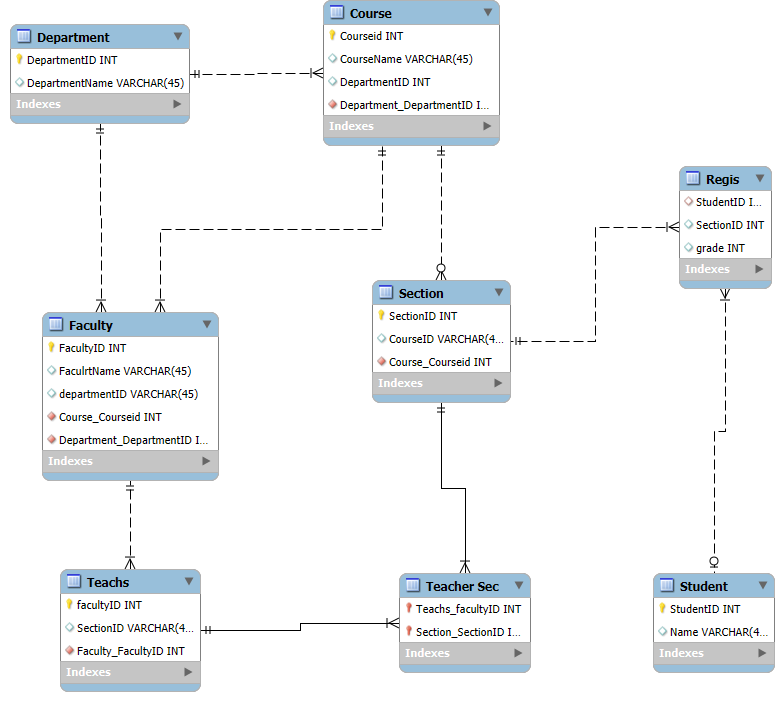 Department
DepartmentID INT
DepartmentName VARCHAR(45)
Indexes
Course
Courseid INT
CourseName VARCHAR(45)
DepartmentID INT
Department_DepartmentID I...
Indexes
Regis
StudentID I...
SectionID INT
grade INT
Indexes
Section
SectionID INT
CourseID VARCHAR(4...
Course_Courseid INT
Indexes
Faculty
FacultyID INT
FaculrtName VARCHAR(45)
departmentID VARCHAR(45)
Course_Courseid INT
Department_DepartmentID I...
Indexes
Teachs
facultyID INT
SectionID VARCHAR(4...
Faculty_FacultyID INT
Indexes
Teacher Sec
Teachs_facultyID INT
Section_SectionID I...
Indexes
Student
StudentID INT
Name VARCHAR(4...
Indexes